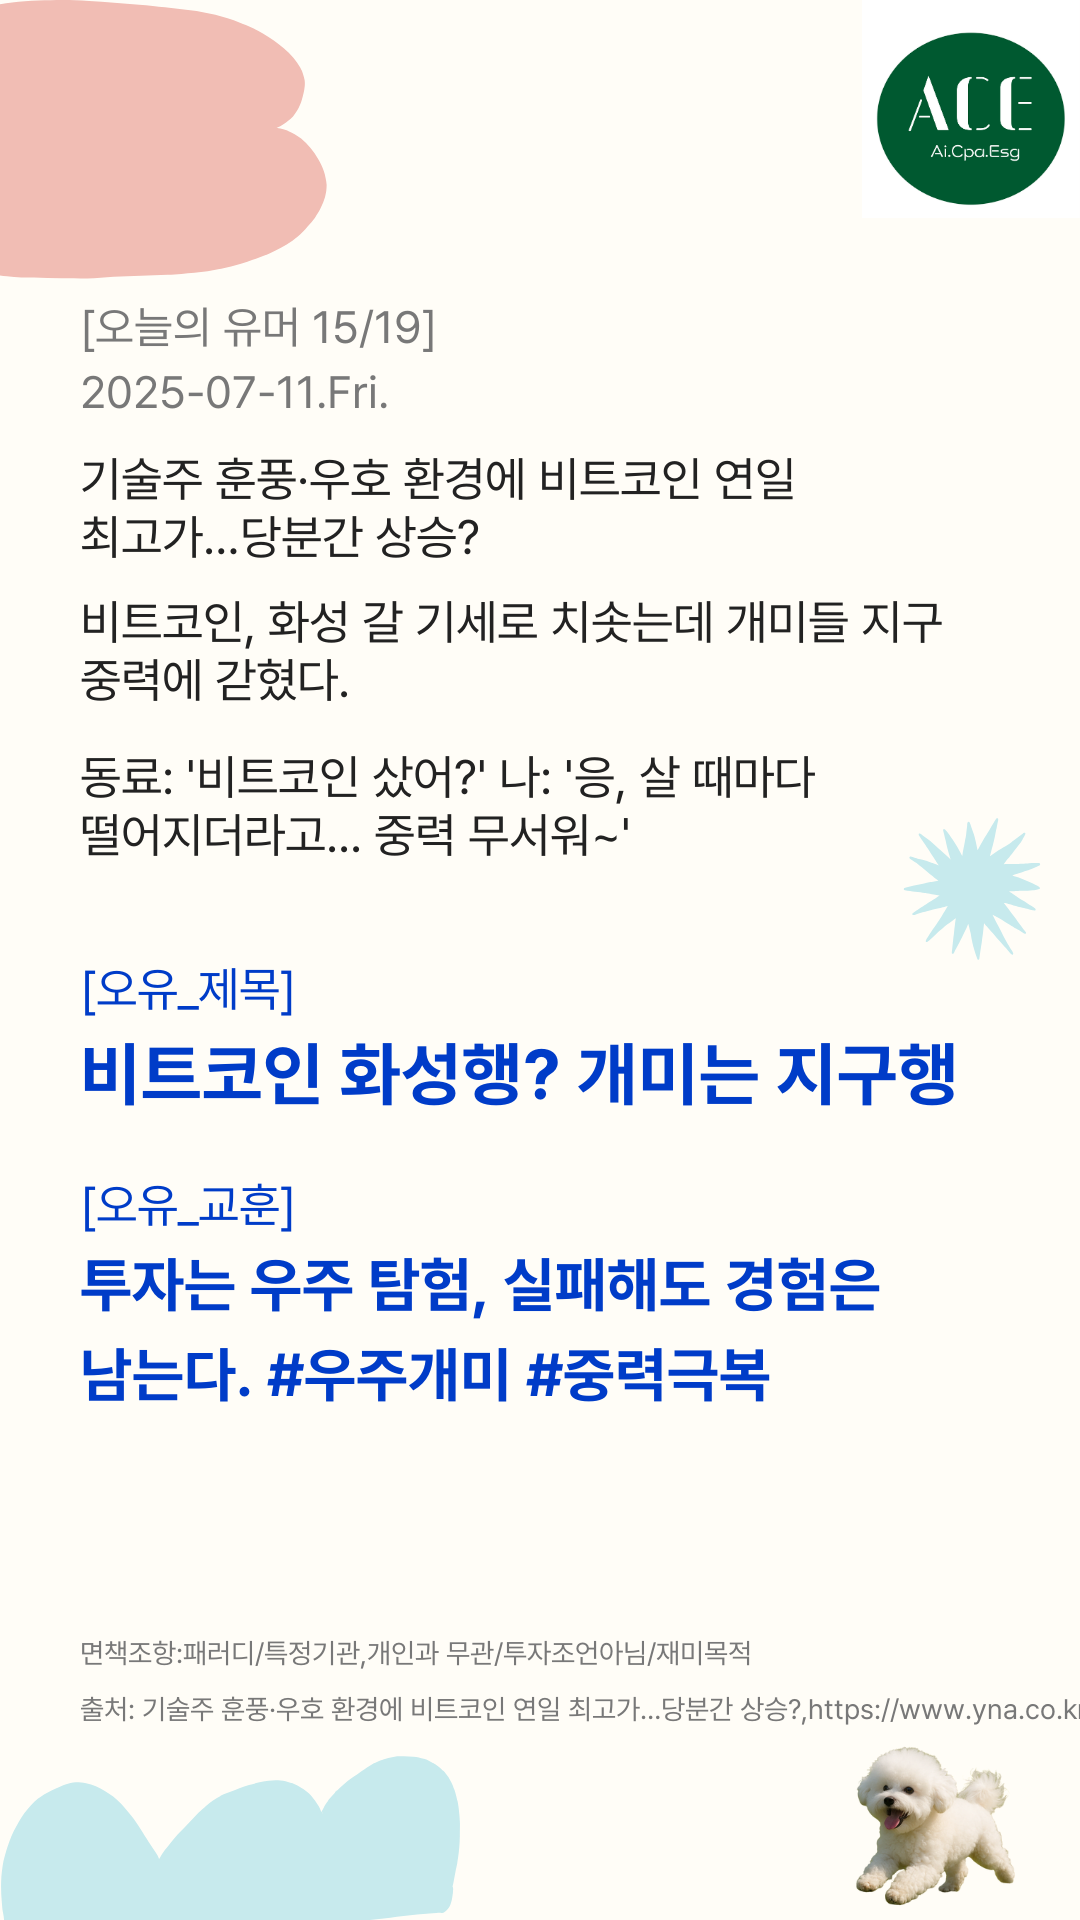 ACE
Ai.Cpa.Esg
[오늘의 유머 15/19]
2025-07-11.Fri.
기술주 훈풍·우호 환경에 비트코인 연일
최고가...당분간 상승?
비트코인, 화성 갈 기세로 치솟는데 개미들 지구
중력에 갇혔다.
동료: '비트코인 샀어?' 나: '응, 살 때마다
떨어지더라고... 중력 무서워~'
[오유_제목]
비트코인 화성행? 개미는 지구행
[오유_교훈]
투자는 우주 탐험, 실패해도 경험은
남는다. #우주개미 #중력극복
면책조항:패러디/특정기관,개인과 무관/투자조언아님/재미목적
출처: 기술주 훈풍·우호 환경에 비트코인 연일 최고가...당분간 상승?,https://www.yna.co.kr